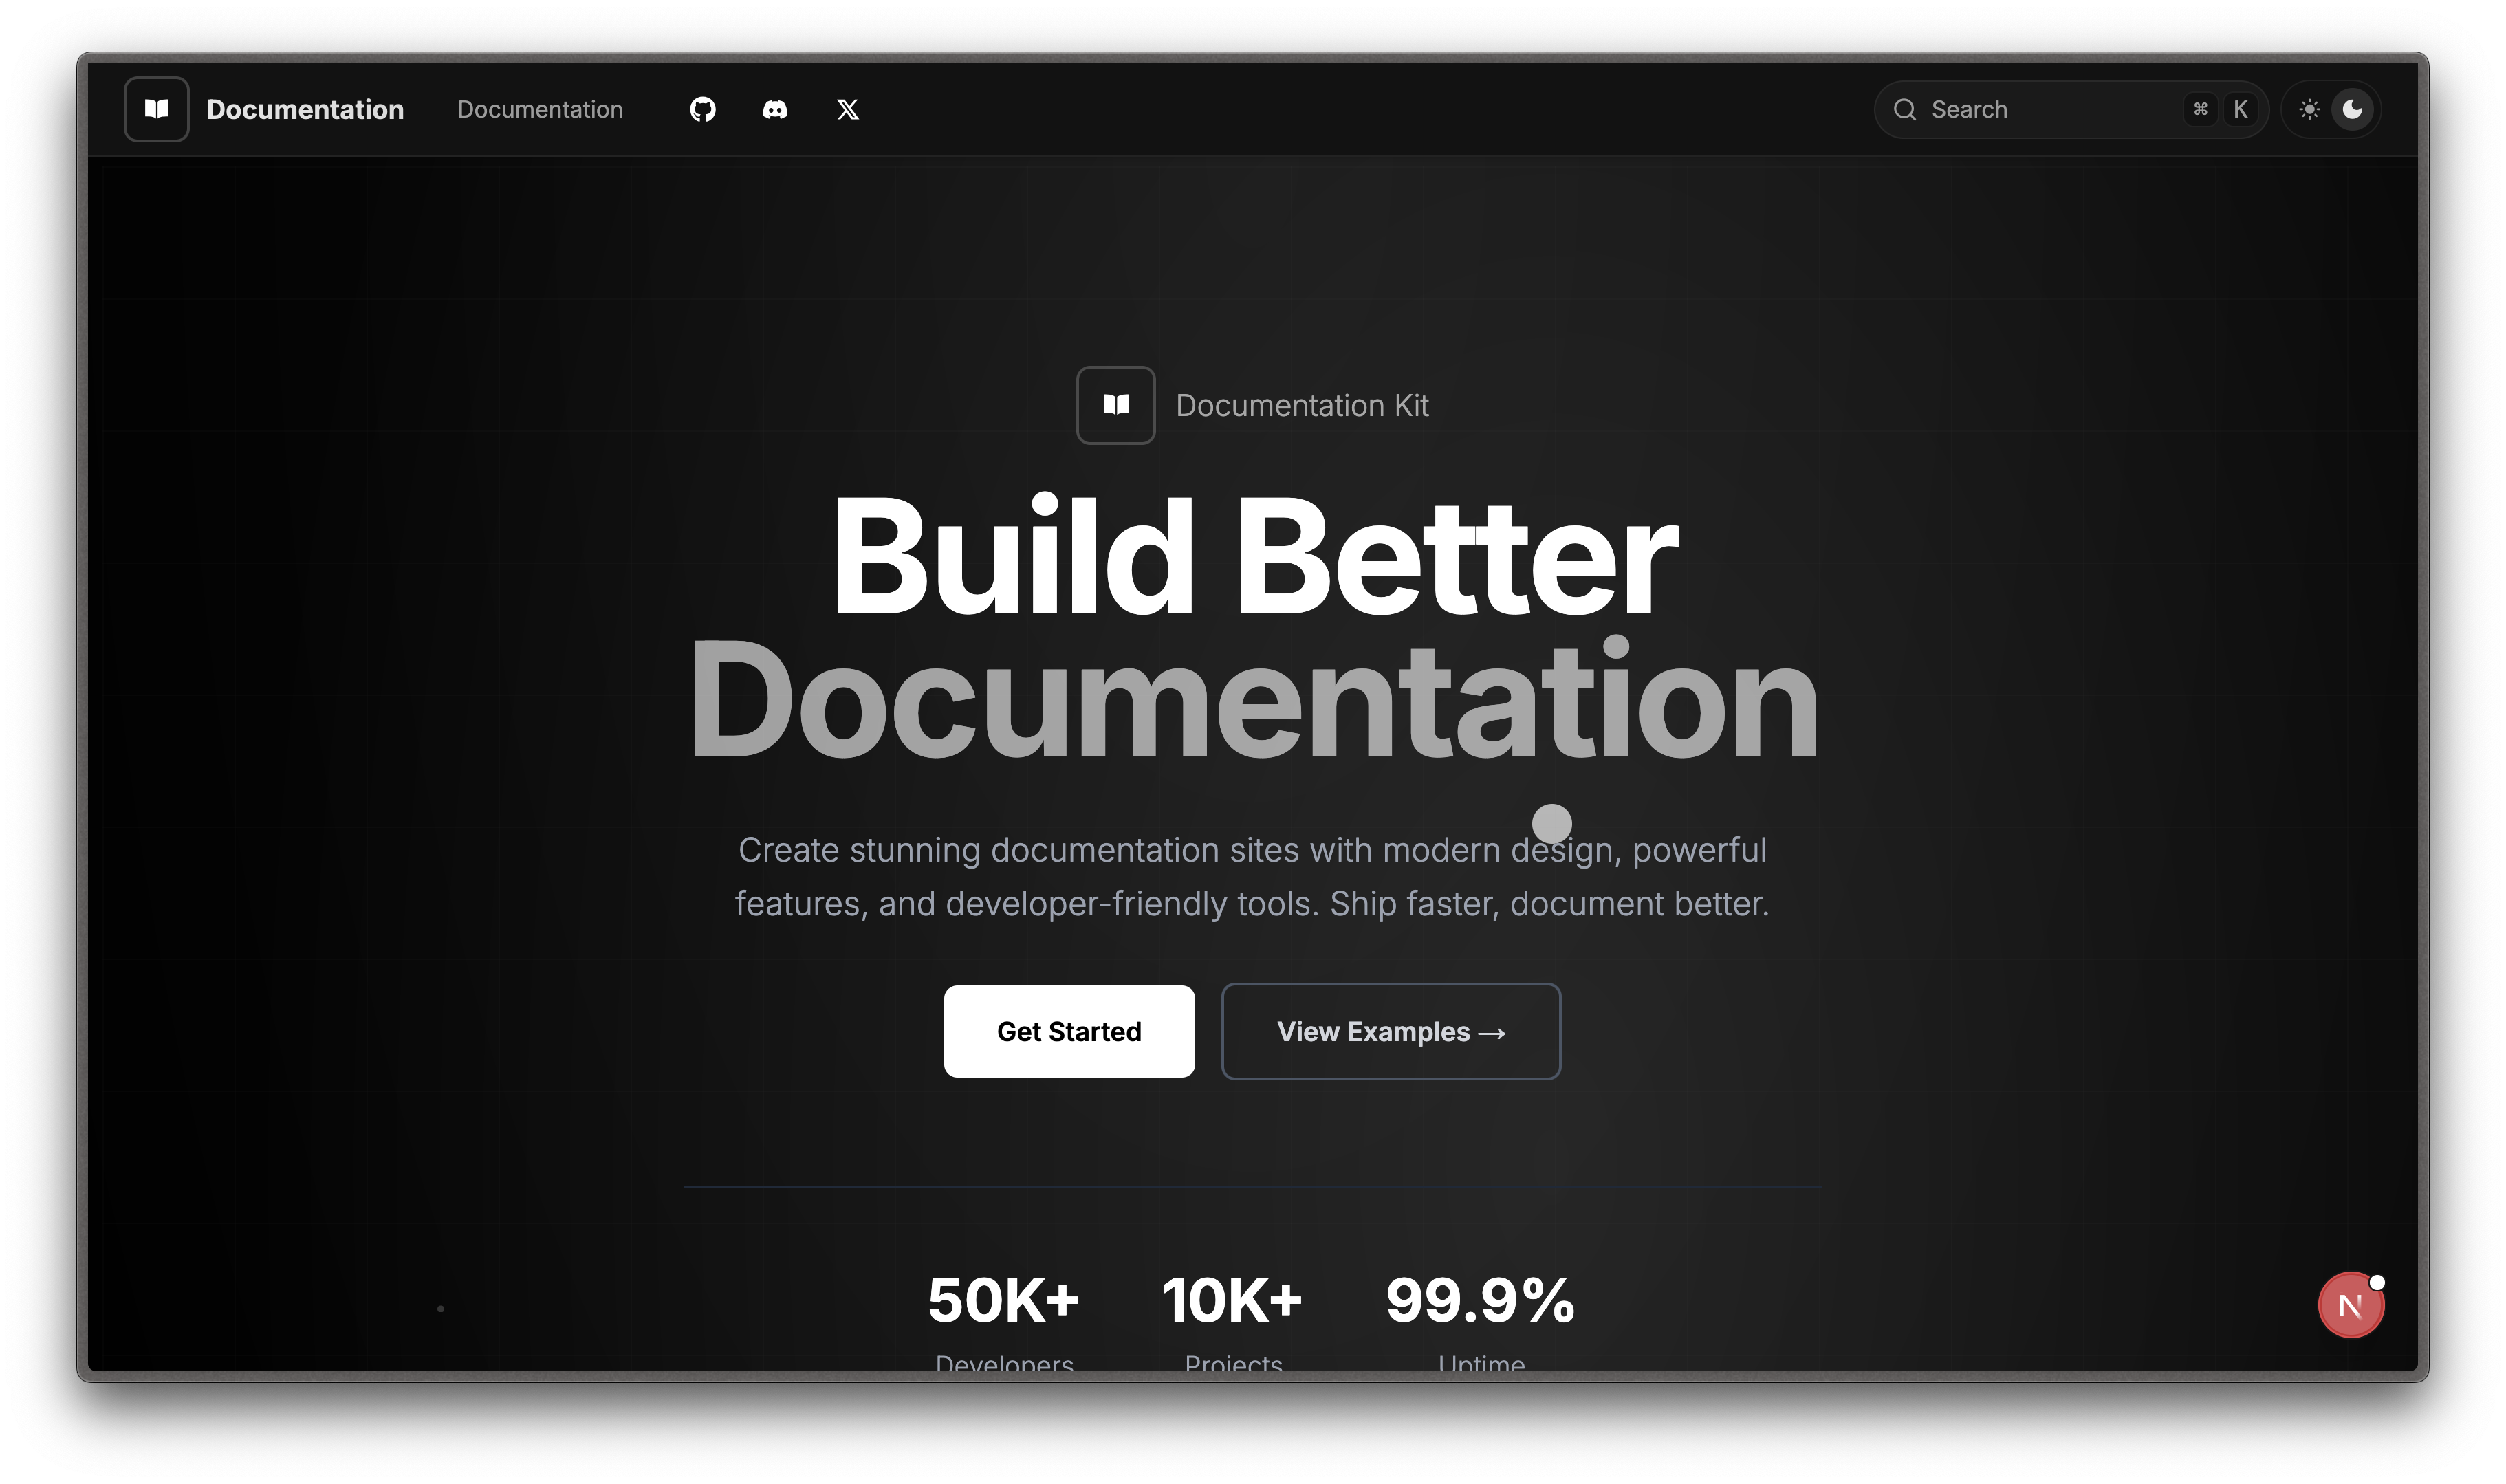 Documentation
Documentation
Search
⌘ K
Documentation Kit
Build Better
Documentation
Create stunning documentation sites with modern design, powerful
features, and developer-friendly tools. Ship faster, document better.
Get Started
View Examples →
50K+ 10K+ 99.9%
Developers Projects Uptime
N